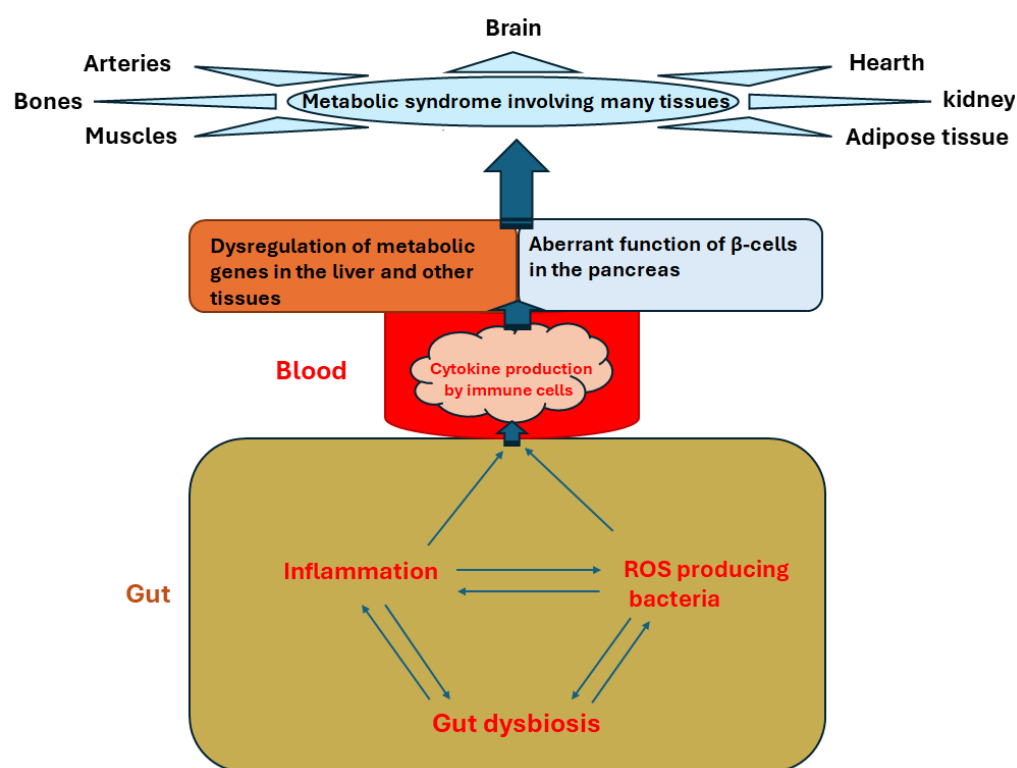 Brain
Arteries
Hearth
Bones
Metabolic syndrome involving many tissues
kidney
Muscles
Adipose tissue
Dysregulation of metabolic
genes in the liver and other
tissues
Aberrant function of β-cells
in the pancreas
Blood
Cytokine production
by immune cells
Gut
Inflammation
ROS producing
bacteria
Gut dysbiosis